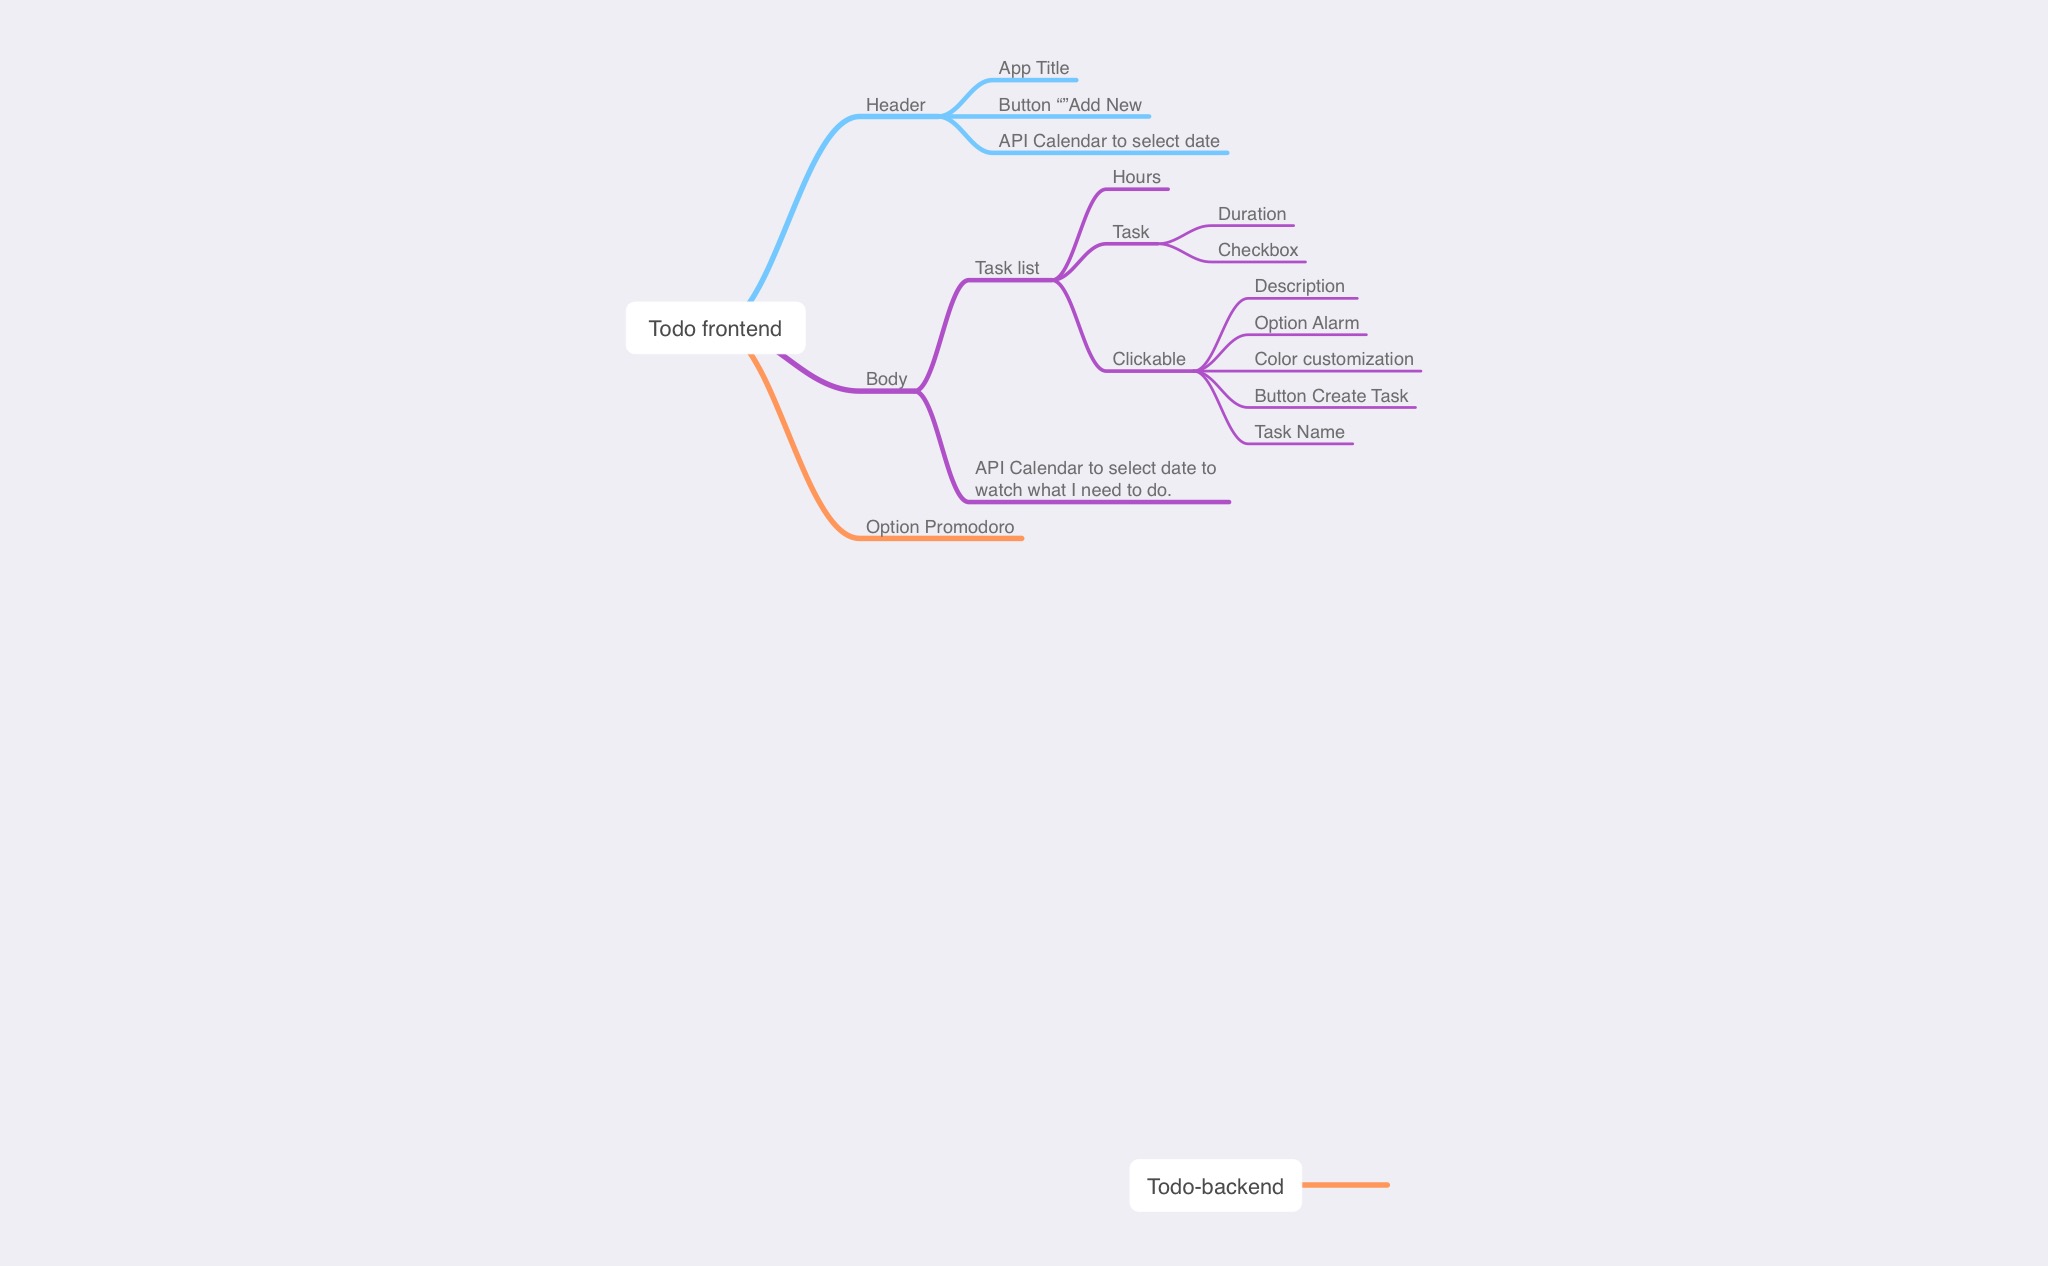 App Title
Header
Button “”Add New
API Calendar to select date
Hours
Duration
Task
Checkbox
Task list
Description
Option Alarm
Todo frontend
Clickable
Color customization
Body
Button Create Task
Task Name
API Calendar to select date to
watch what I need to do.
Option Promodoro
Todo-backend